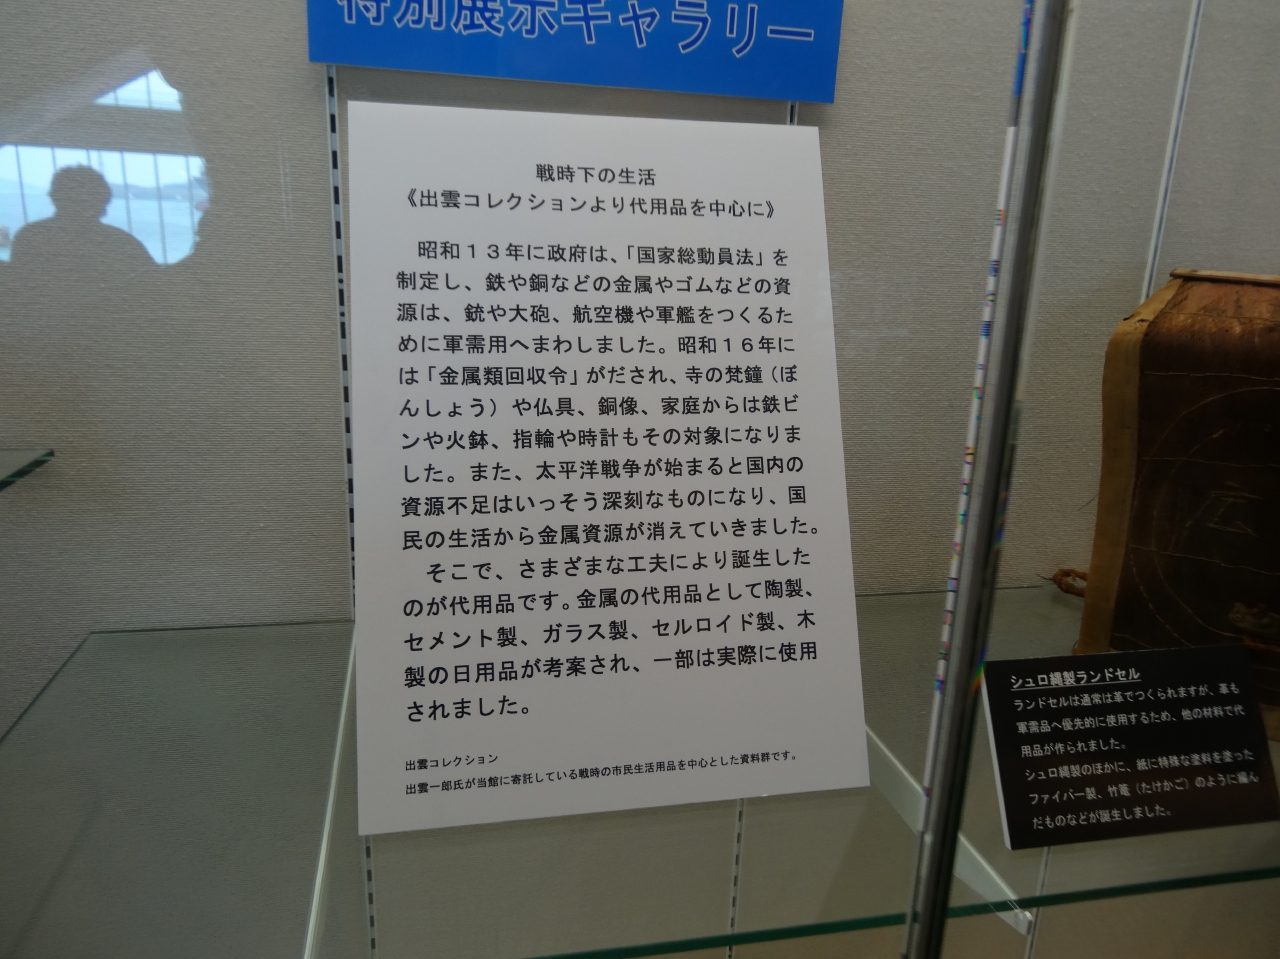 特別展示ギャラリー
戦時下の生活
《出雲コレクションより代用品を中心に》
昭和１３年に政府は、「国家総動員法」を
制定し、鉄や銅などの金属やゴムなどの資
源は、銃や大砲、航空機や軍艦をつくるた
めに軍需用へまわしました。昭和１６年に
は「金属類回収令」がだされ、寺の梵鐘（ぼ
んしょう）や仏具、銅像、家庭からは鉄ビ
ンや火鉢、指輪や時計もその対象になりま
した。また、太平洋戦争が始まると国内の
資源不足はいっそう深刻なものになり、国
民の生活から金属資源が消えていきました。
そこで、さまざまな工夫により誕生した
のが代用品です。金属の代用品として陶製、
セメント製、ガラス製、セルロイド製、木
製の日用品が考案され、一部は実際に使用
されました。
出雲コレクション
出雲一郎氏が当館に寄託している戦時の市民生活用品を中心とした資料群です。
シュロ縄製ランドセル
ランドセルは通常は革でつくられますが、革も
軍需品へ優先的に使用するため、他の材料で代
用品が作られました。
シュロ縄製のほかに、紙に特殊な塗料を塗った
ファイバー製、竹篭（たけかご）のように編ん
だものなどが誕生しました。